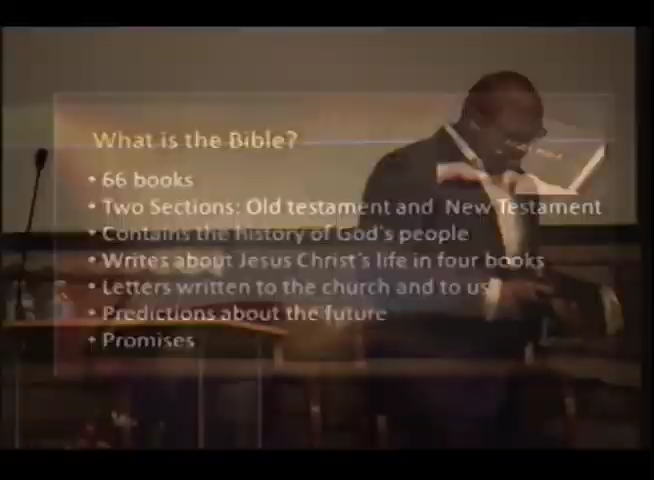 What is the Bible?
• 66 books
• Two Sections: Old testament and New Testament
• Contains the history of God's people
• Writes about Jesus Christ's life in four books
• Letters written to the church and to us
• Predictions about the future
• Promises